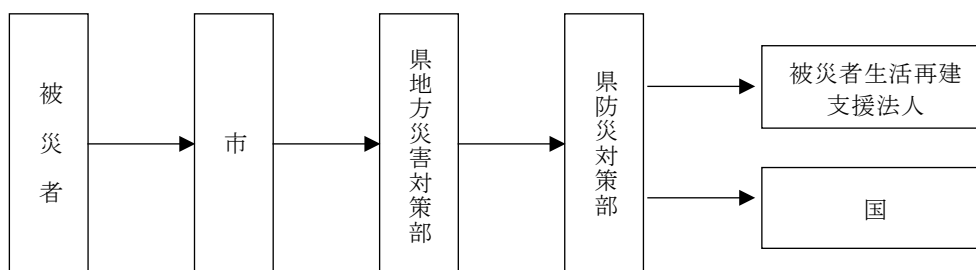 被災者
市
県地方災害対策部
県防災対策部
被災者生活再建
支援法人
国